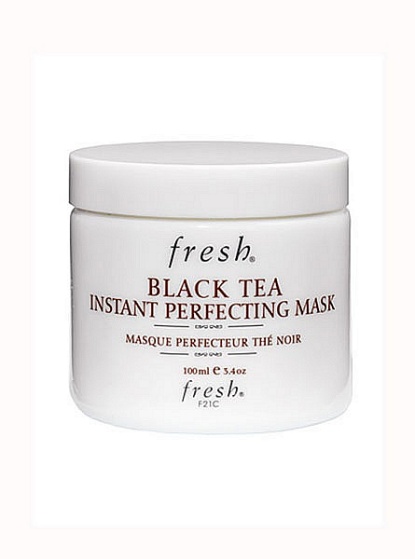 fresh®
BLACK TEA
INSTANT PERFECTING MASK
MASQUE PERFECTEUR THÉ NOIR
100ml e 3.4oz
fresh®
F21C